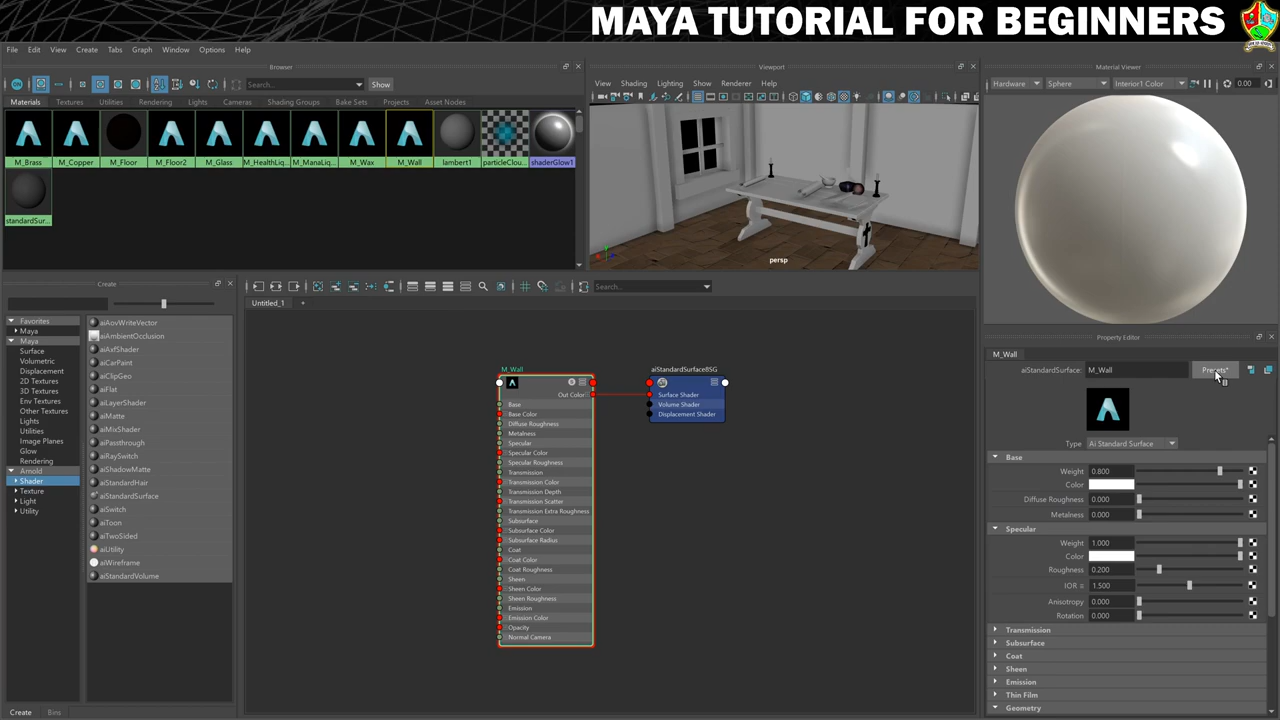 MAYA TUTORIAL FOR BEGINNERS
File Edit View Create Tabs Graph Window Options Help
Browser
Search... Show
Materials Textures Utilities Rendering Lights Cameras Shading Groups Bake Sets Projects Asset Nodes
M_Brass M_Copper M_Floor M_Floor2 M_Glass M_HealthLiq... M_ManaLiq... M_Wax M_Wall lambert1 particleClou... shaderGlow1
standardSur...
Viewport
View Shading Lighting Show Renderer Help
persp
Material Viewer
Hardware Sphere Interior1 Color 0.00
Create
Favorites
Maya
Maya
Surface
Volumetric
Displacement
2D Textures
3D Textures
Env Textures
Other Textures
Lights
Utilities
Image Planes
Glow
Rendering
Arnold
Shader
Texture
Light
Utility
aiAovWriteVector
aiAmbientOcclusion
aiAxfShader
aiCarPaint
aiClipGeo
aiFlat
aiLayerShader
aiMatte
aiMixShader
aiPassthrough
aiRaySwitch
aiShadowMatte
aiStandardHair
aiStandardSurface
aiSwitch
aiToon
aiTwoSided
aiUtility
aiWireframe
aiStandardVolume
Create Bins
Search...
Untitled_1 +
M_Wall
Out Color
Base
Base Color
Diffuse Roughness
Metalness
Specular
Specular Color
Specular Roughness
Transmission
Transmission Color
Transmission Depth
Transmission Scatter
Transmission Extra Roughness
Subsurface
Subsurface Color
Subsurface Radius
Coat
Coat Color
Coat Roughness
Sheen
Sheen Color
Sheen Roughness
Emission
Emission Color
Opacity
Normal Camera
aiStandardSurface8SG
Surface Shader
Volume Shader
Displacement Shader
Property Editor
M_Wall
aiStandardSurface: M_Wall Presets*
Type Ai Standard Surface
Base
Weight 0.800
Color
Diffuse Roughness 0.000
Metalness 0.000
Specular
Weight 1.000
Color
Roughness 0.200
IOR = 1.500
Anisotropy 0.000
Rotation 0.000
Transmission
Subsurface
Coat
Sheen
Emission
Thin Film
Geometry